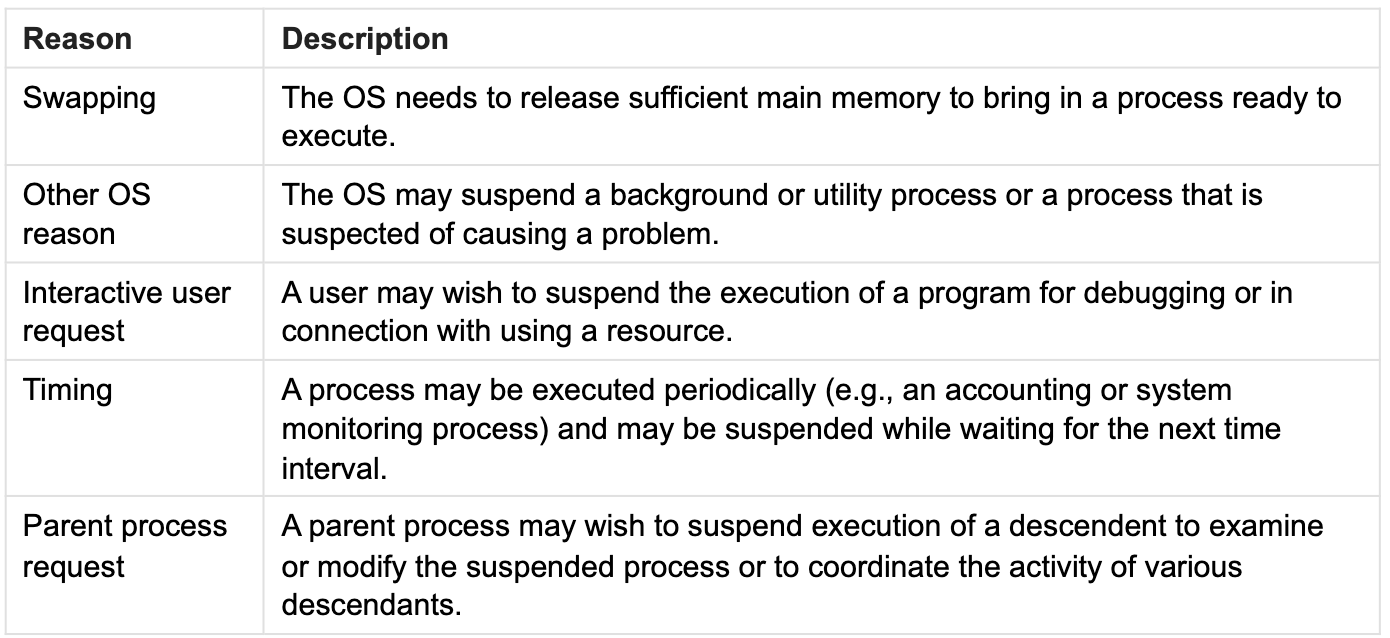 Reason
Description
Swapping
The OS needs to release sufficient main memory to bring in a process ready to
execute.
Other OS
reason
The OS may suspend a background or utility process or a process that is
suspected of causing a problem.
Interactive user
request
A user may wish to suspend the execution of a program for debugging or in
connection with using a resource.
Timing
A process may be executed periodically (e.g., an accounting or system
monitoring process) and may be suspended while waiting for the next time
interval.
Parent process
request
A parent process may wish to suspend execution of a descendent to examine
or modify the suspended process or to coordinate the activity of various
descendants.